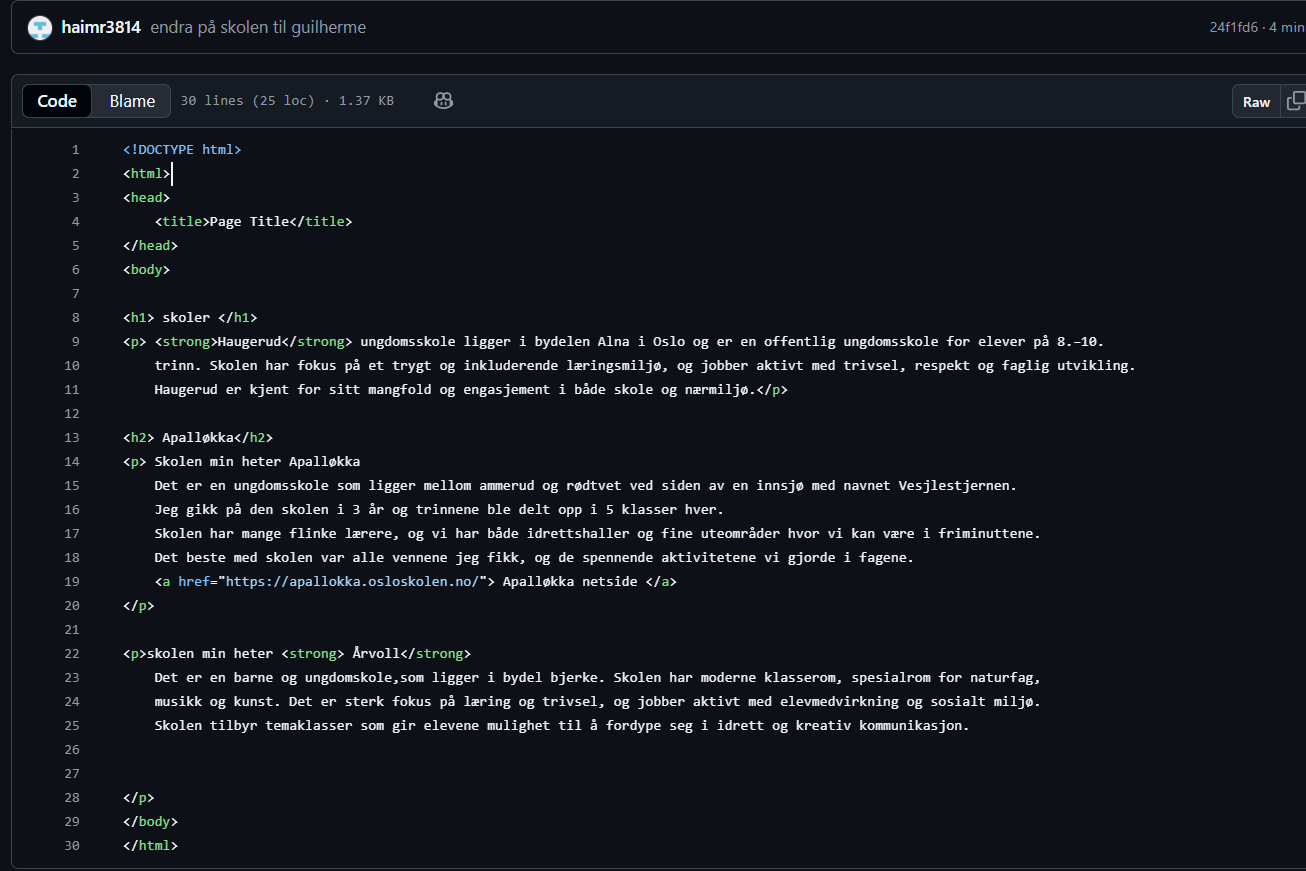 haimr3814 endra på skolen til guilherme 24f1fd6 · 4 min
Code Blame 30 lines (25 loc) · 1.37 KB Raw
1 <!DOCTYPE html>
2 <html>
3 <head>
4 <title>Page Title</title>
5 </head>
6 <body>
7
8 <h1> skoler </h1>
9 <p> <strong>Haugerud</strong> ungdomsskole ligger i bydelen Alna i Oslo og er en offentlig ungdomsskole for elever på 8.–10.
10 trinn. Skolen har fokus på et trygt og inkluderende læringsmiljø, og jobber aktivt med trivsel, respekt og faglig utvikling.
11 Haugerud er kjent for sitt mangfold og engasjement i både skole og nærmiljø.</p>
12
13 <h2> Apalløkka</h2>
14 <p> Skolen min heter Apalløkka
15 Det er en ungdomsskole som ligger mellom ammerud og rødtvet ved siden av en innsjø med navnet Vesjlestjernen.
16 Jeg gikk på den skolen i 3 år og trinnene ble delt opp i 5 klasser hver.
17 Skolen har mange flinke lærere, og vi har både idrettshaller og fine uteområder hvor vi kan være i friminuttene.
18 Det beste med skolen var alle vennene jeg fikk, og de spennende aktivitetene vi gjorde i fagene.
19 <a href="https://apallokka.osloskolen.no/"> Apalløkka netside </a>
20 </p>
21
22 <p>skolen min heter <strong> Årvoll</strong>
23 Det er en barne og ungdomskole,som ligger i bydel bjerke. Skolen har moderne klasserom, spesialrom for naturfag,
24 musikk og kunst. Det er sterk fokus på læring og trivsel, og jobber aktivt med elevmedvirkning og sosialt miljø.
25 Skolen tilbyr temaklasser som gir elevene mulighet til å fordype seg i idrett og kreativ kommunikasjon.
26
27
28 </p>
29 </body>
30 </html>